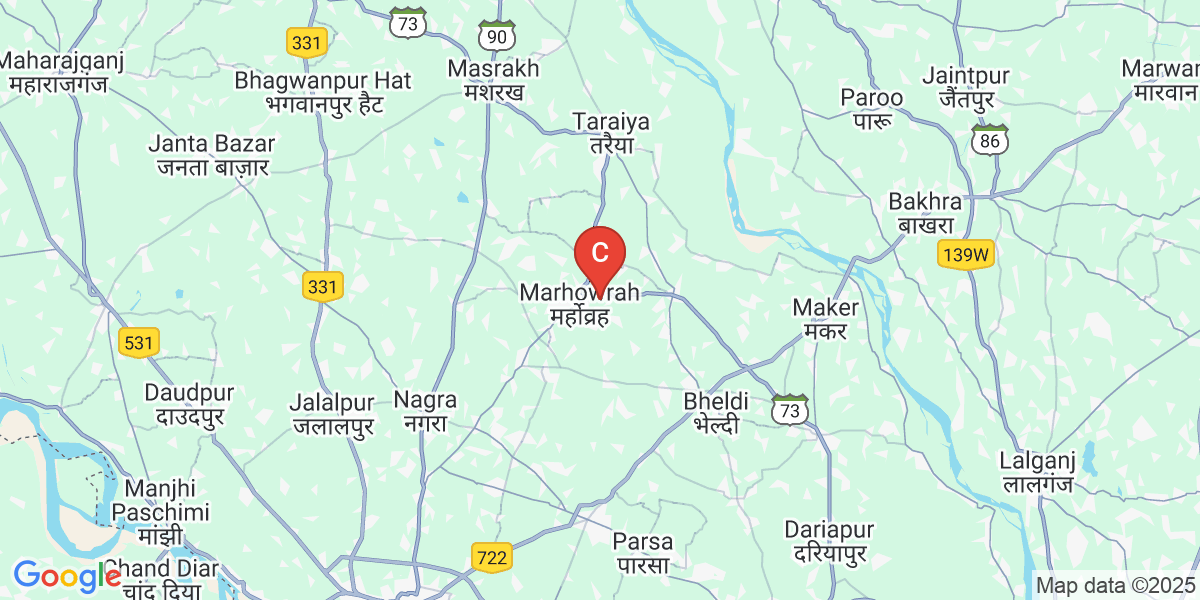 73
90
331
Maharajganj
महाराजगंज
Bhagwanpur Hat
भगवानपुर हैट
Masrakh
मशरख
Jaintpur
जैंतपुर
Marwan
मारवान
Paroo
पारू
Taraiya
तरैया
86
Janta Bazar
जनता बाज़ार
Bakhra
बाखरा
139W
C
331
Marhowrah
मर्होव्रह
Maker
मकर
531
Daudpur
दाउदपुर
Jalalpur
जलालपुर
Nagra
नगरा
Bheldi
भेल्दी
73
Lalganj
लालगंज
Manjhi
Paschimi
मांझी
Dariapur
दरियापुर
Parsa
पारसा
722
Chand Diar
चांद दिया
Google
Map data ©2025